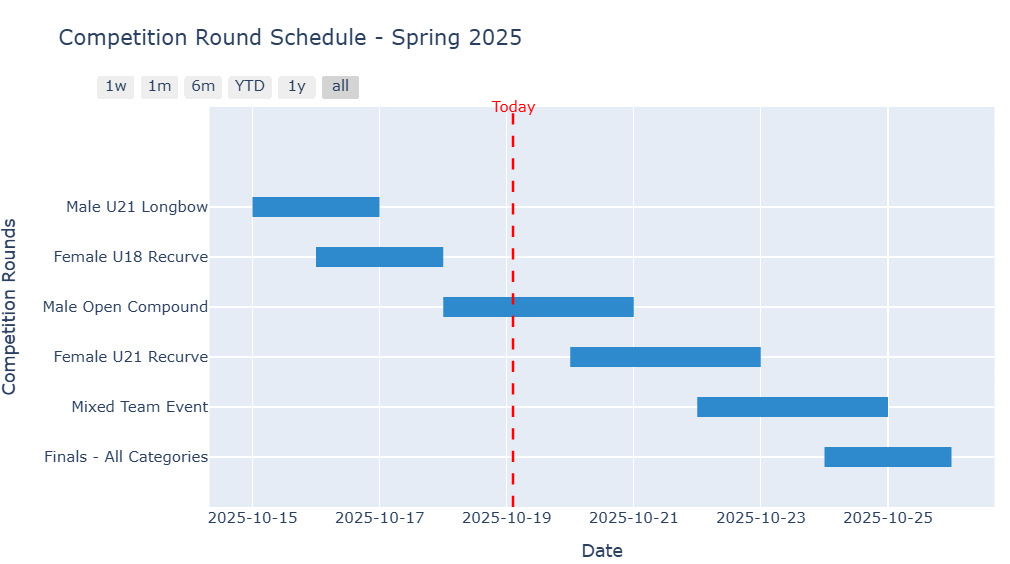 Competition Round Schedule - Spring 2025
1w 1m 6m YTD 1y all
Today
Competition Rounds
Male U21 Longbow
Female U18 Recurve
Male Open Compound
Female U21 Recurve
Mixed Team Event
Finals - All Categories
2025-10-15 2025-10-17 2025-10-19 2025-10-21 2025-10-23 2025-10-25
Date